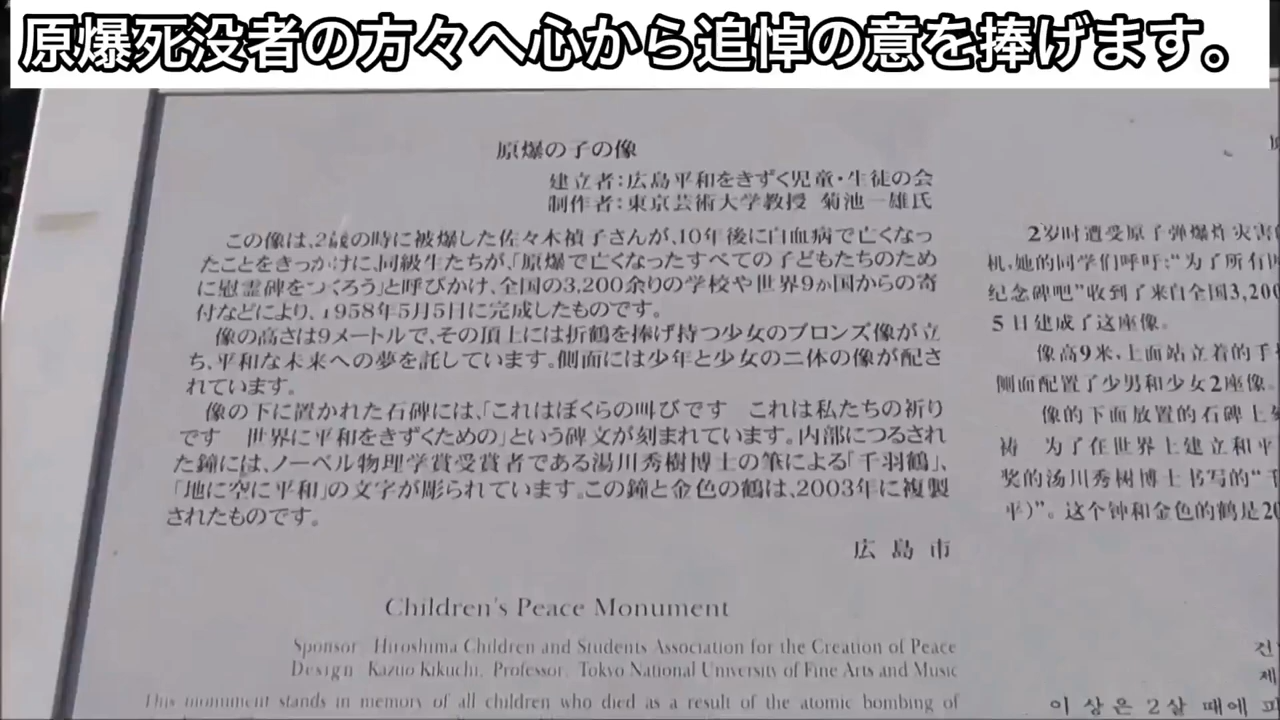 原爆死没者の方々へ心から追悼の意を捧げます。
原爆の子の像
建立者:広島平和をきずく児童・生徒の会
制作者:東京芸術大学教授 菊池一雄氏
この像は、2歳の時に被爆した佐々木禎子さんが、10年後に白血病で亡くなっ
たことをきっかけに、同級生たちが、「原爆で亡くなったすべての子どもたちのため
に慰霊碑をつくろう」と呼びかけ、全国の3,200余りの学校や世界9か国からの寄
付などにより、1958年5月5日に完成したものです。
像の高さは9メートルで、その頂上には折鶴を捧げ持つ少女のブロンズ像が立
ち、平和な未来への夢を託しています。側面には少年と少女の二体の像が配さ
れています。
像の下に置かれた石碑には、「これはぼくらの叫びです これは私たちの祈り
です 世界に平和をきずくための」という碑文が刻まれています。内部につるされ
た鐘には、ノーベル物理学賞受賞者である湯川秀樹博士の筆による「千羽鶴」、
「地に空に平和」の文字が彫られています。この鐘と金色の鶴は、2003年に複製
されたものです。
広島市
Children's Peace Monument
Sponsor Hiroshima Children and Students Association for the Creation of Peace
Design Kazuo Kikuchi, Professor, Tokyo National University of Fine Arts and Music
This monument stands in memory of all children who died as a result of the atomic bombing of
2岁时遭受原子弹爆炸灾害
机,她的同学们呼吁:“为了所有
纪念碑吧”收到了来自全国3,200
5日建成了这座像。
像高9米,上面站立着的手
侧面配置了少男和少女2座像。
像的下面放置的石碑上
祷 为了在世界上建立和平
奖的汤川秀树博士书写的“
平)”。这个钟和金色的鹤是20
건
제
이 상은 2살 때에